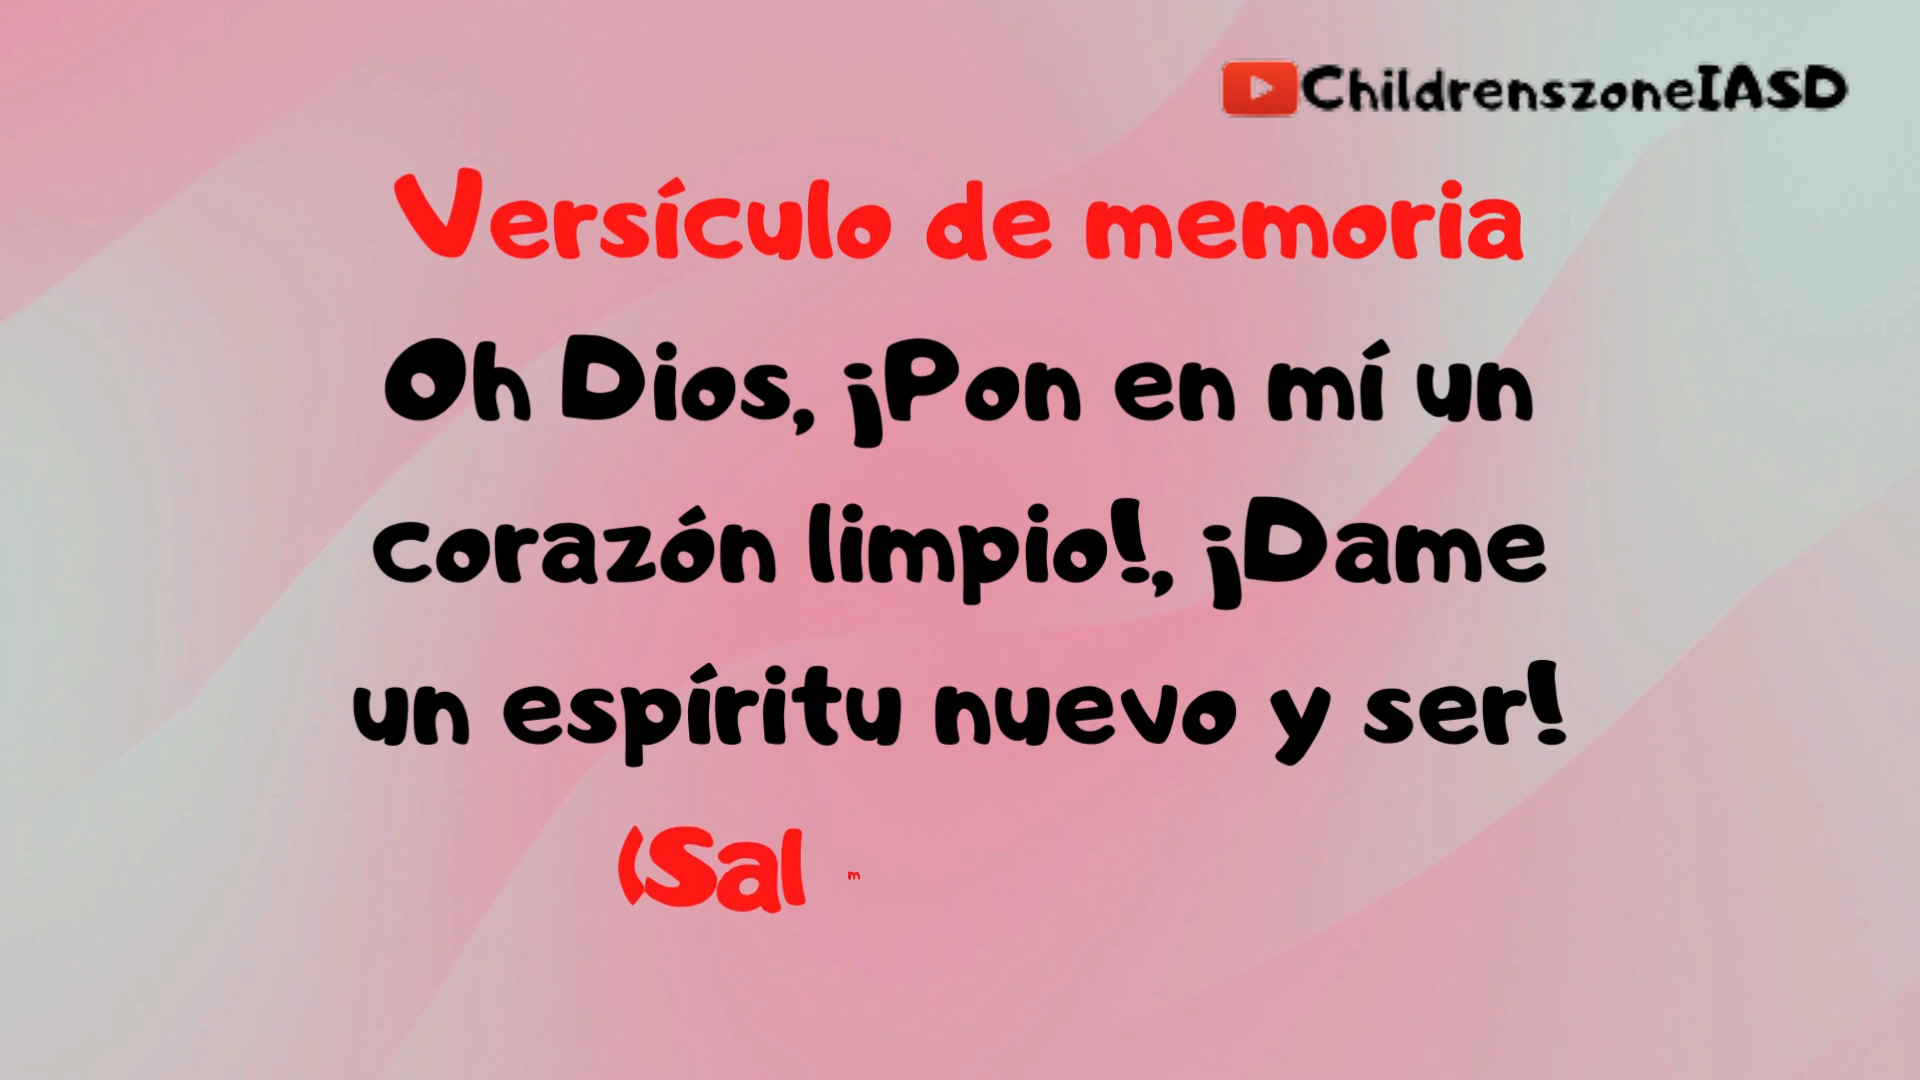 ChildrenszoneIASD
Versículo de memoria
Oh Dios, ¡Pon en mí un
corazón limpio!, ¡Dame
un espíritu nuevo y ser!
(Sal m